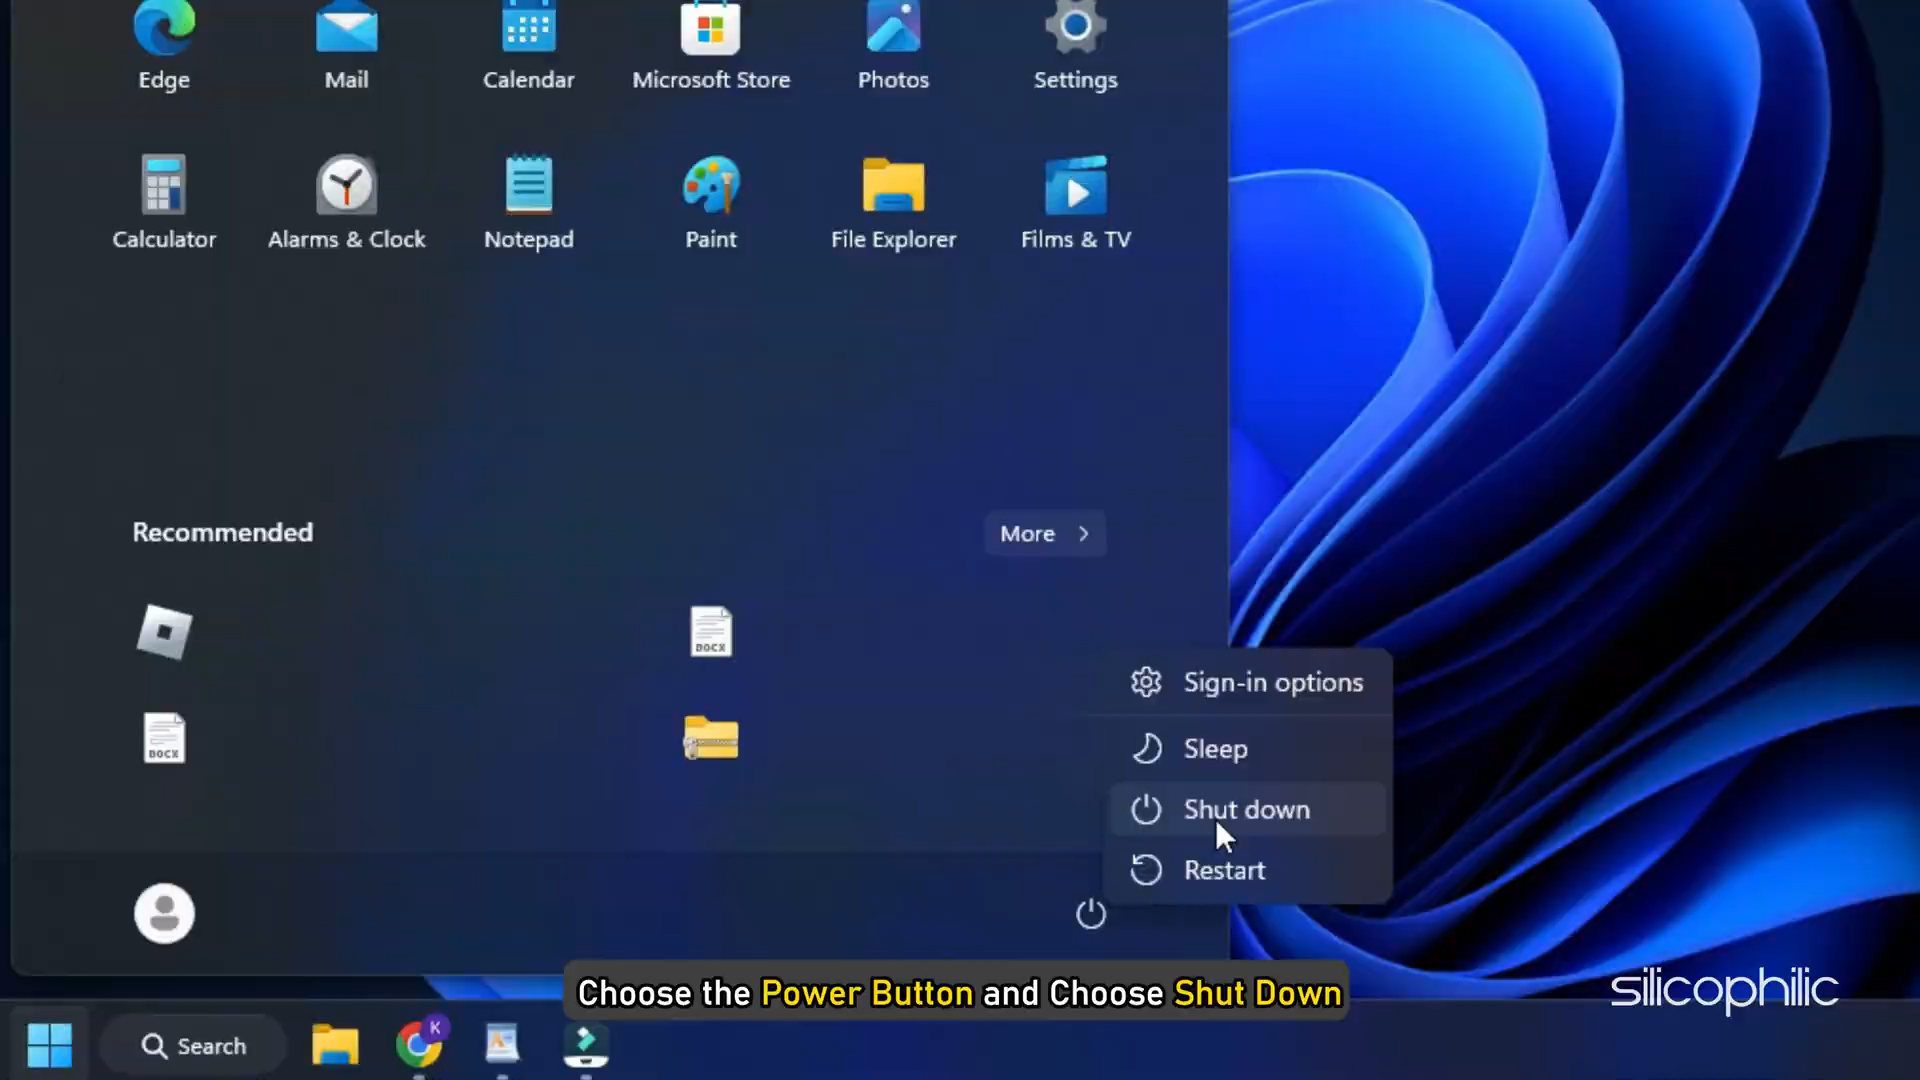 Edge
Mail
Calendar
Microsoft Store
Photos
Settings
Calculator
Alarms & Clock
Notepad
Paint
File Explorer
Films & TV
Recommended
More
DOCX
DOCX
Sign-in options
Sleep
Shut down
Restart
Choose the Power Button and Choose Shut Down
silicophilic
Search
K